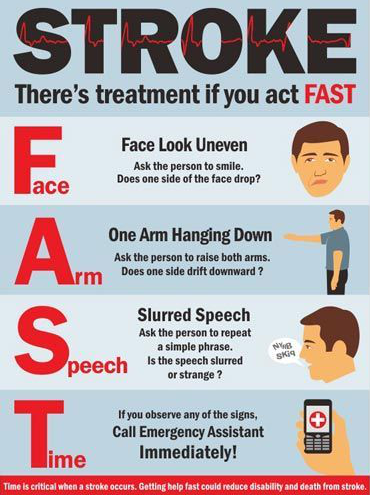 STROKE
There's treatment if you act FAST
Face
Face Look Uneven
Ask the person to smile.
Does one side of the face drop?
Arm
One Arm Hanging Down
Ask the person to raise both arms.
Does one side drift downward ?
Speech
Slurred Speech
Ask the person to repeat
a simple phrase.
Is the speech slurred
or strange ?
Time
If you observe any of the signs,
Call Emergency Assistant
Immediately!
Time is critical when a stroke occurs. Getting help fast could reduce disability and death from stroke.